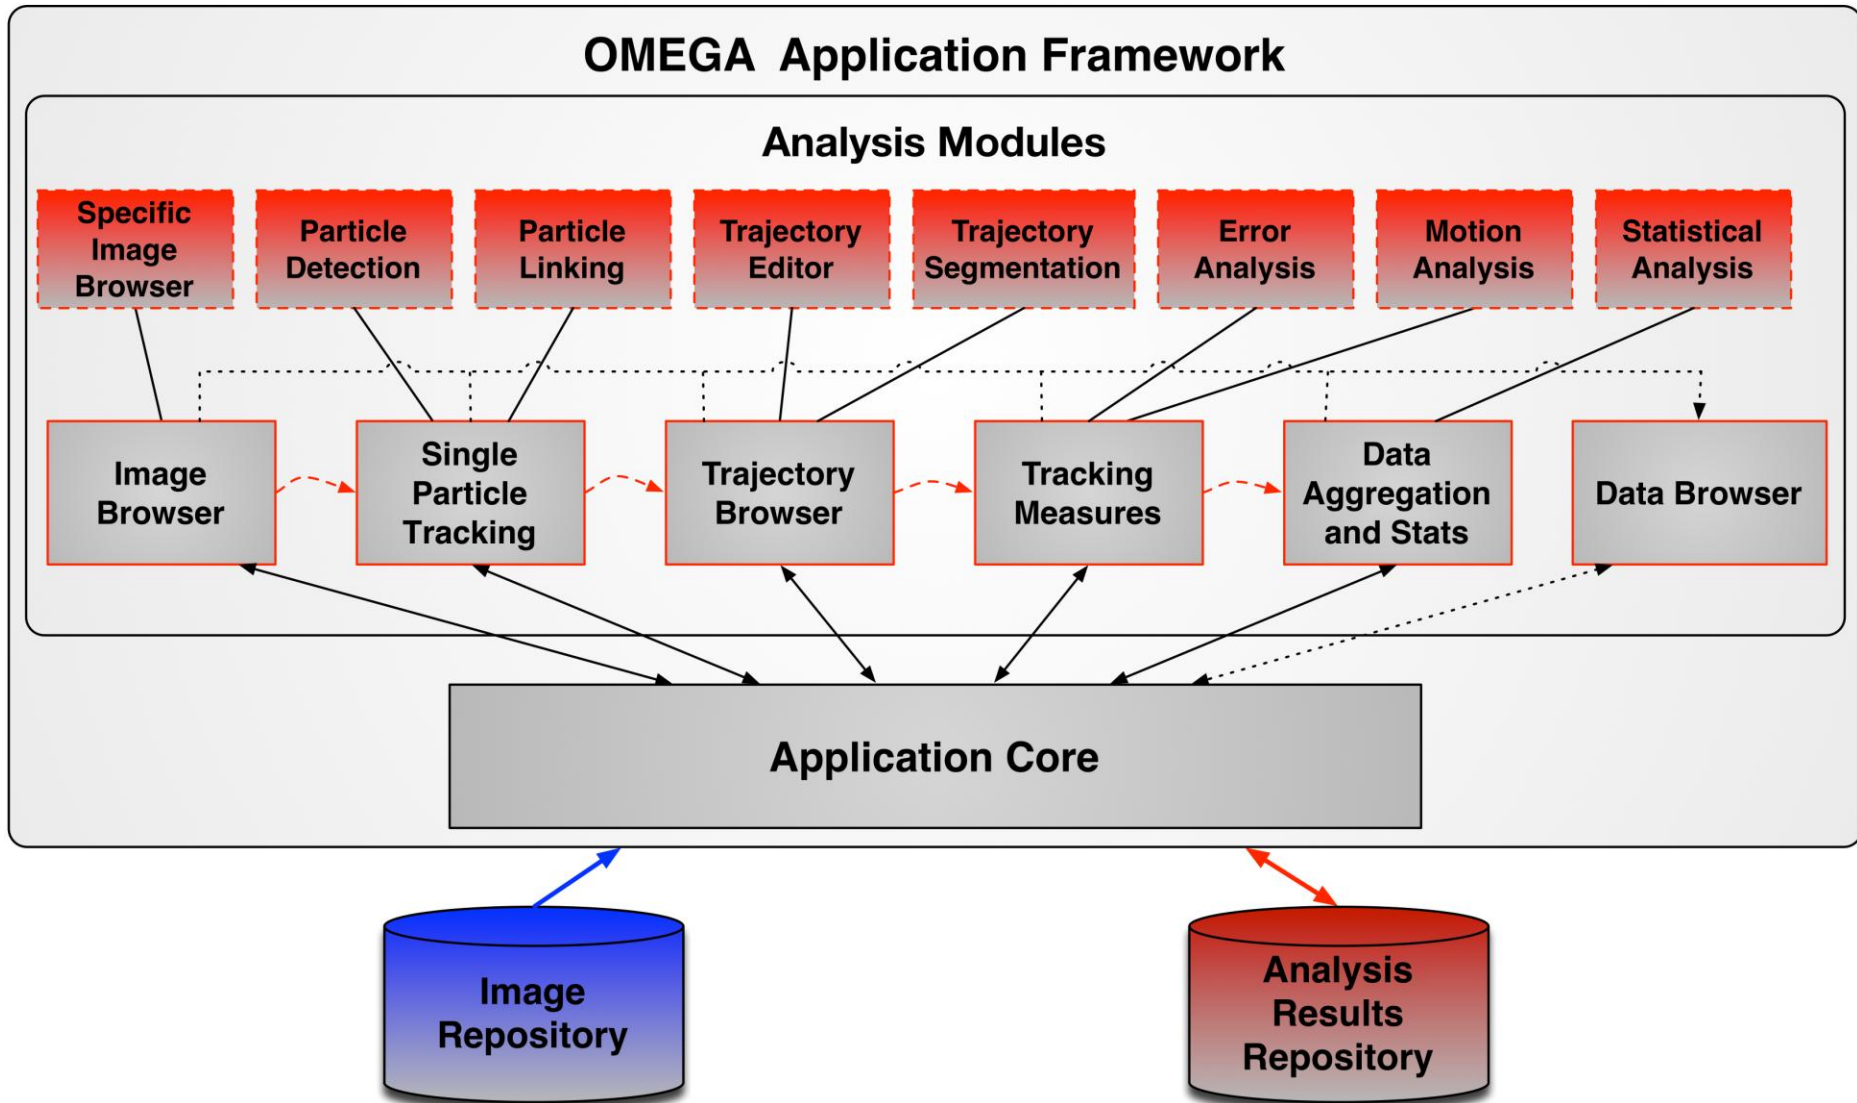 OMEGA  Application Framework
Analysis Modules
Specific
Image
Browser
Particle
Detection
Particle
Linking
Trajectory
Editor
Trajectory
Segmentation
Error
Analysis
Motion
Analysis
Statistical
Analysis
Image
Browser
Single
Particle
Tracking
Trajectory
Browser
Tracking
Measures
Data
Aggregation
and Stats
Data Browser
Application Core
Image
Repository
Analysis
Results
Repository